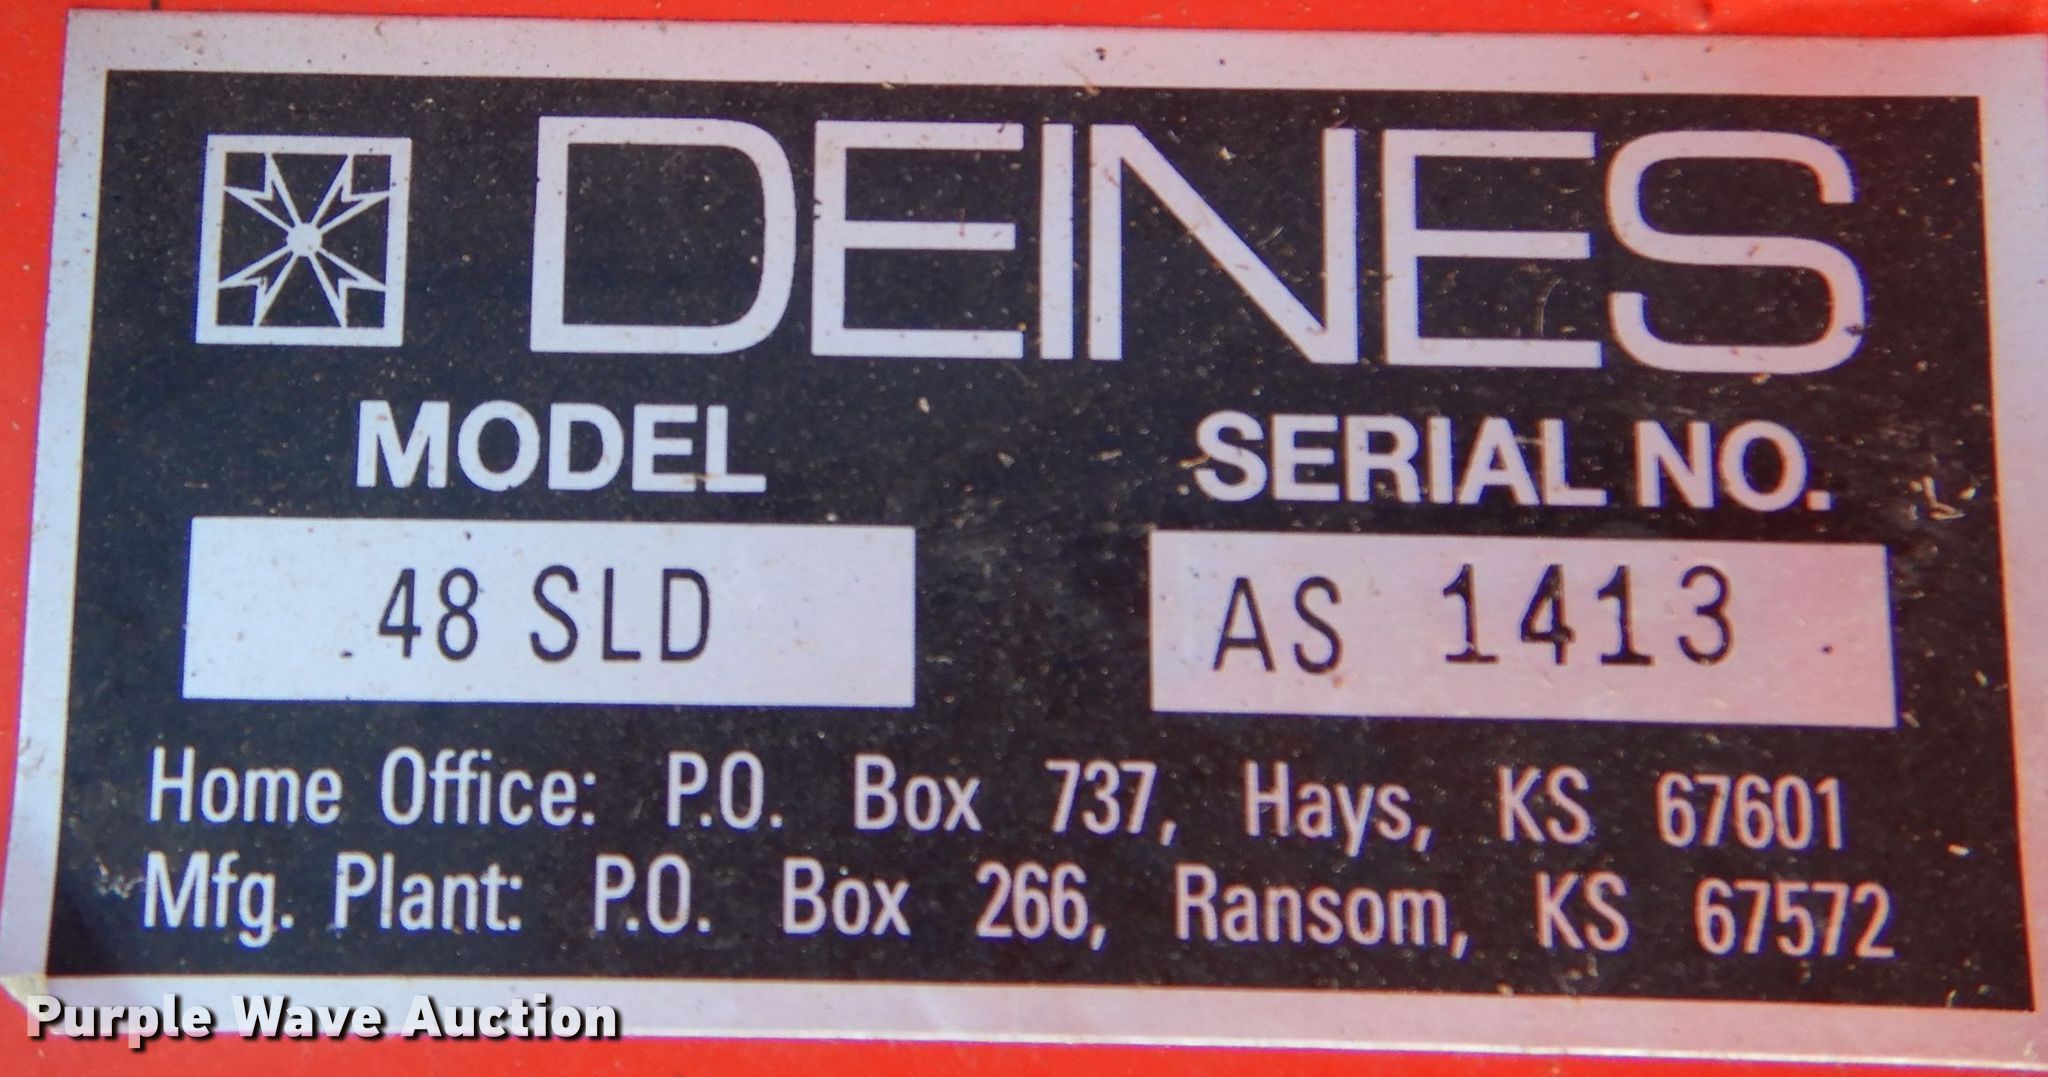 DEINES
MODEL SERIAL NO.
48 SLD AS 1413
Home Office: P.O. Box 737, Hays, KS 67601
Mfg. Plant: P.O. Box 266, Ransom, KS 67572
Purple Wave Auction